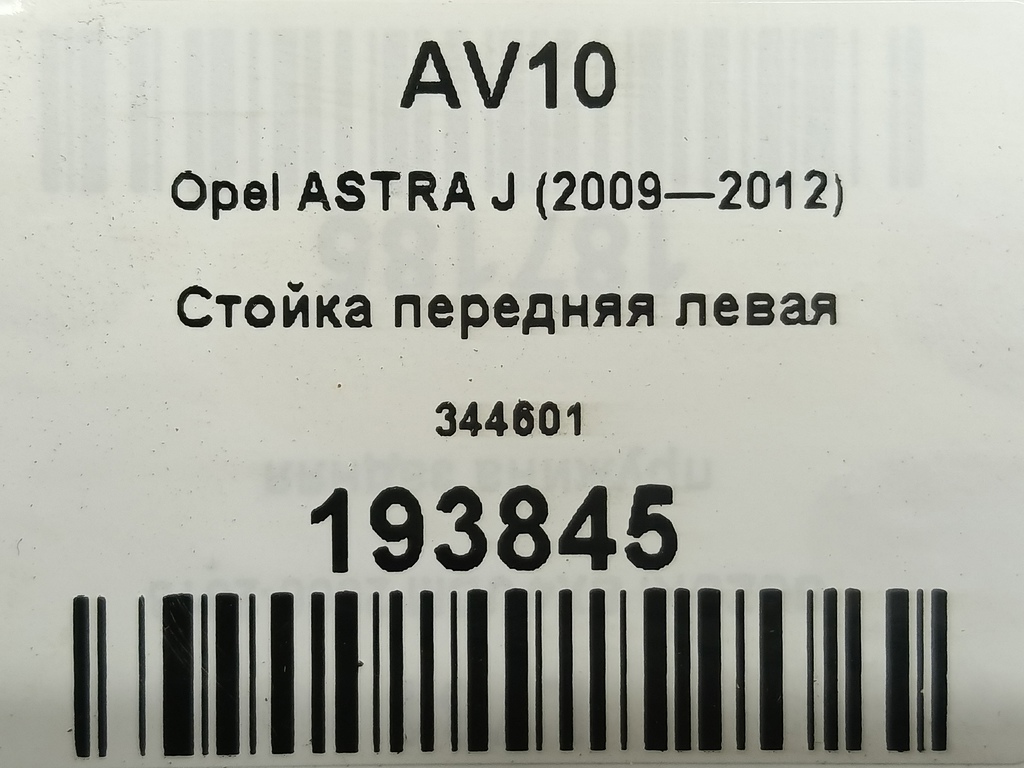 AV10
Opel ASTRA J (2009—2012)
Стойка передняя левая
344601
193845